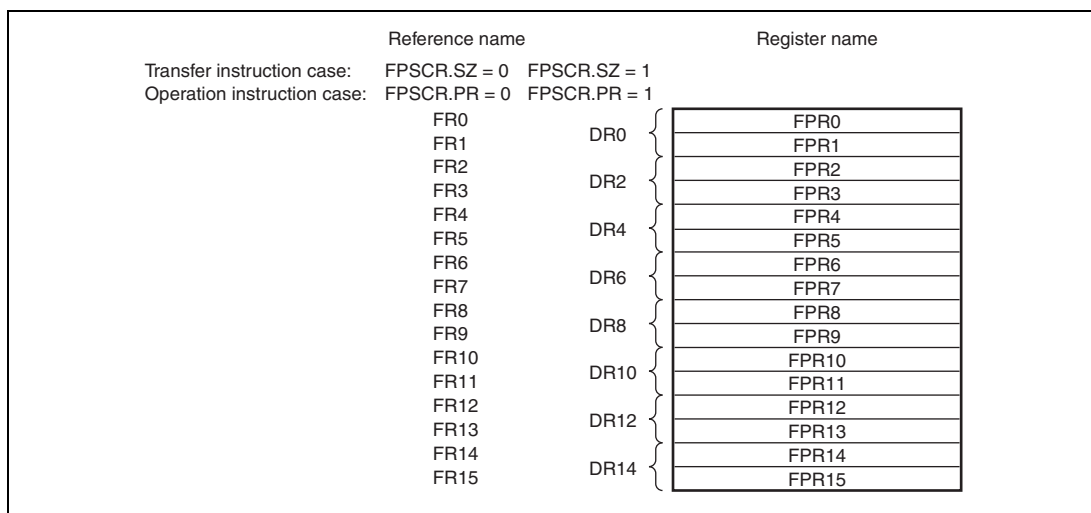 Reference name Register name
Transfer instruction case: FPSCR.SZ = 0 FPSCR.SZ = 1
Operation instruction case: FPSCR.PR = 0 FPSCR.PR = 1
FR0 DR0 FPR0
FR1 FPR1
FR2 DR2 FPR2
FR3 FPR3
FR4 DR4 FPR4
FR5 FPR5
FR6 DR6 FPR6
FR7 FPR7
FR8 DR8 FPR8
FR9 FPR9
FR10 DR10 FPR10
FR11 FPR11
FR12 DR12 FPR12
FR13 FPR13
FR14 DR14 FPR14
FR15 FPR15